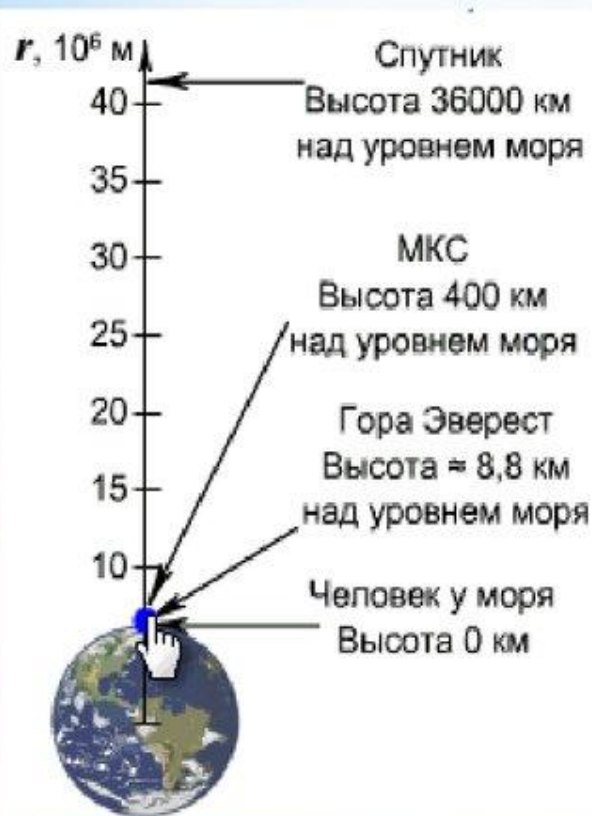 r, 10⁶ м
Спутник
Высота 36000 км
над уровнем моря
40
35
МКС
Высота 400 км
над уровнем моря
30
25
20
Гора Эверест
Высота ≈ 8,8 км
над уровнем моря
15
10
Человек у моря
Высота 0 км